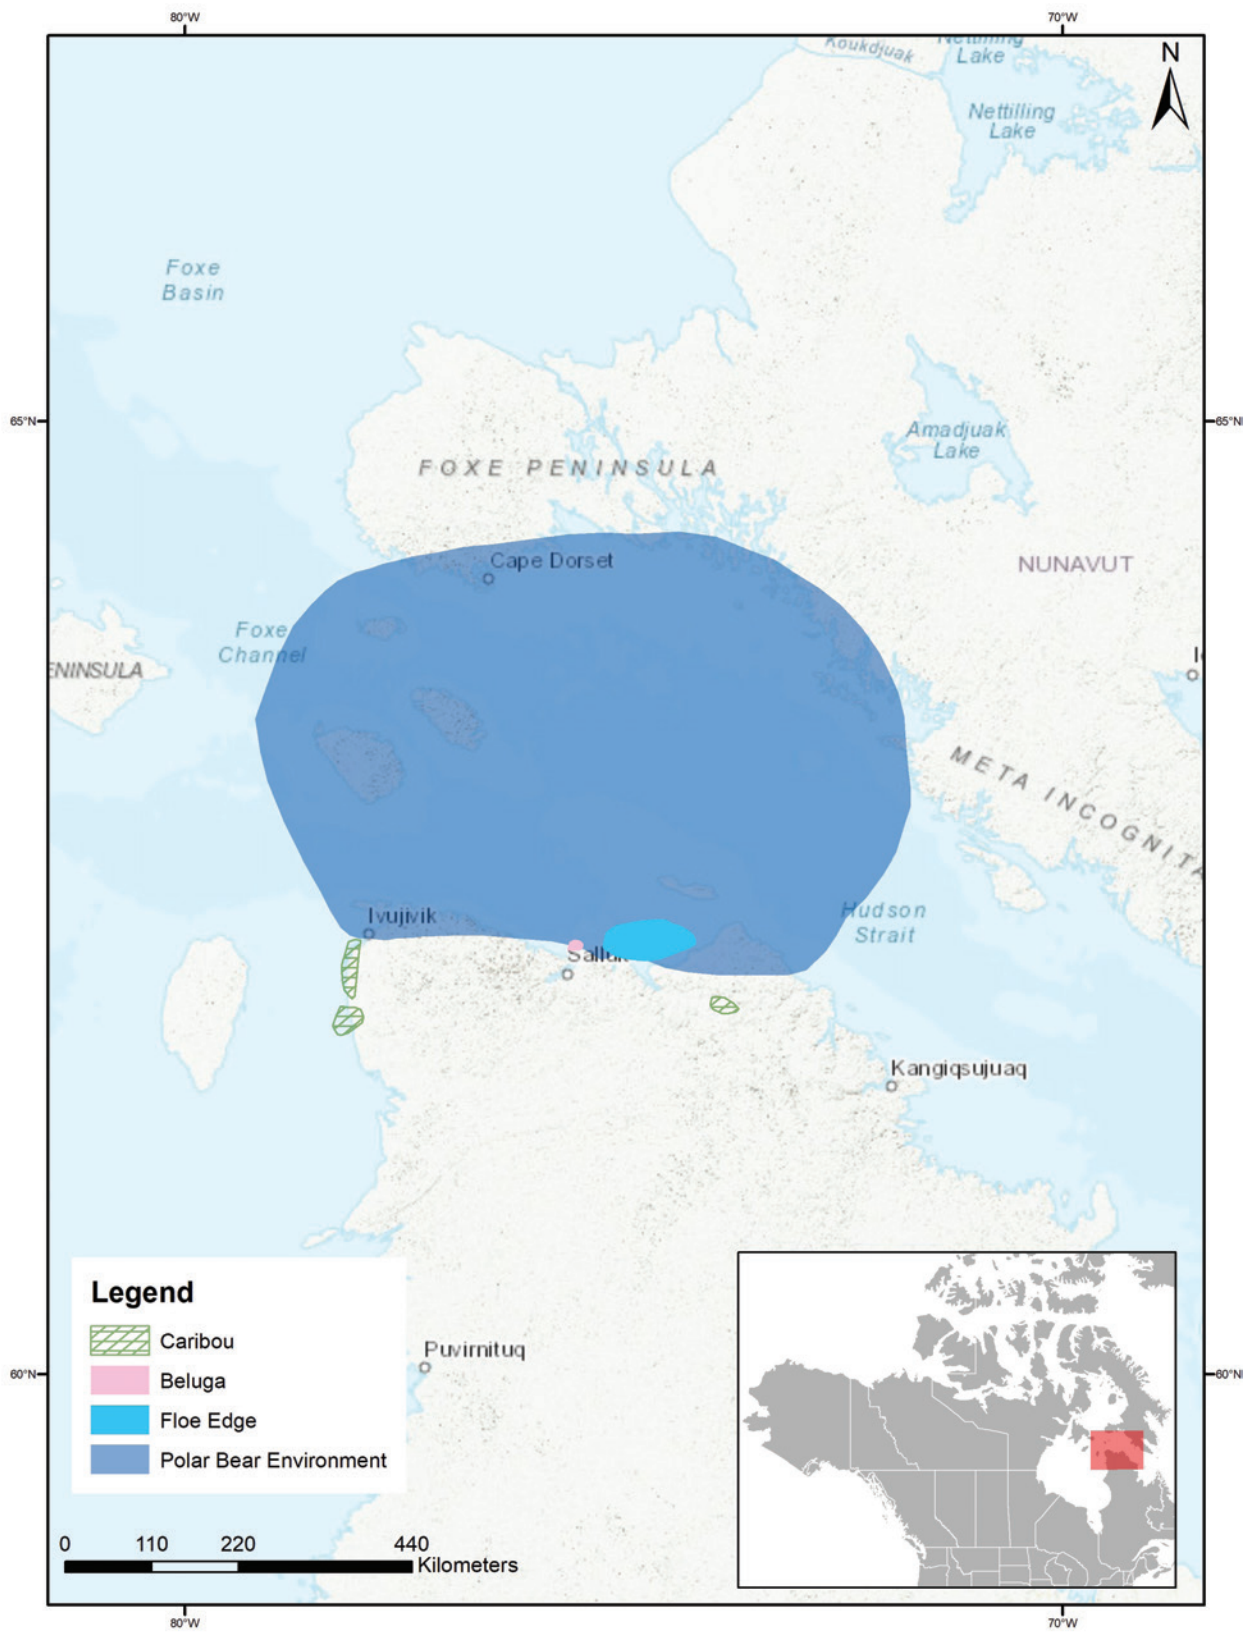 80°W
70°W
Koukdjuak
Nettilling
Lake
N
Nettilling
Lake
Foxe
Basin
65°N
65°N
Amadjuak
Lake
FOXE PENINSULA
Cape Dorset
NUNAVUT
Foxe
Channel
ENINSULA
META INCOGNITA
Ivujivik
Hudson
Strait
Kangiqsujuaq
Legend
Caribou
Beluga
Floe Edge
Polar Bear Environment
Puvirnituq
60°N
60°N
0 110 220 440
Kilometers
80°W
70°W